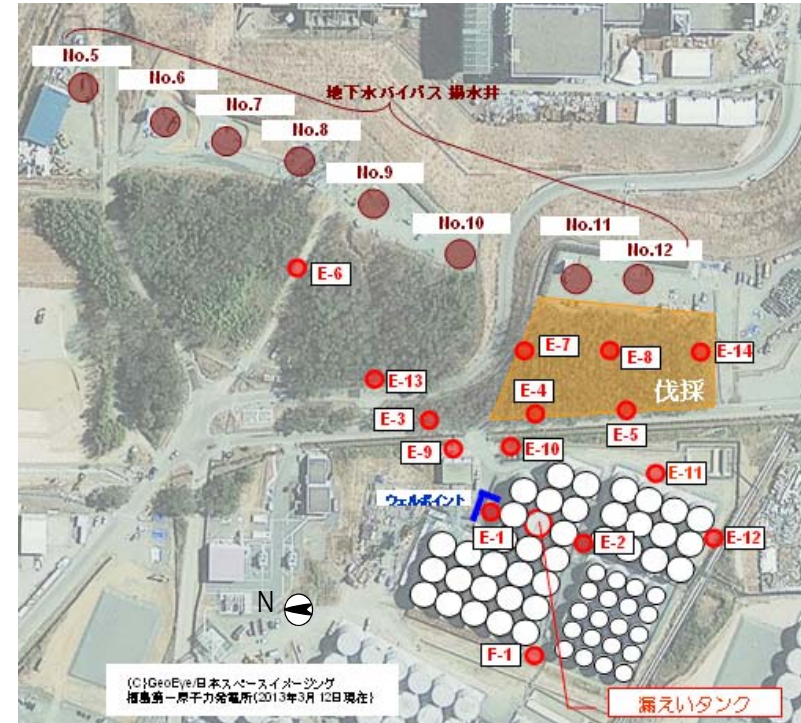 No.5
No.6
No.7
No.8
No.9
No.10
No.11
No.12
地下水バイパス 揚水井
E-6
E-7
E-8
E-14
E-13
E-4
伐採
E-3
E-5
E-9
E-10
E-11
ウェルポイント
E-1
E-2
E-12
N
F-1
(C)GeoEye/日本スペースイメージング
福島第一原子力発電所(2013年3月12日現在)
漏えいタンク